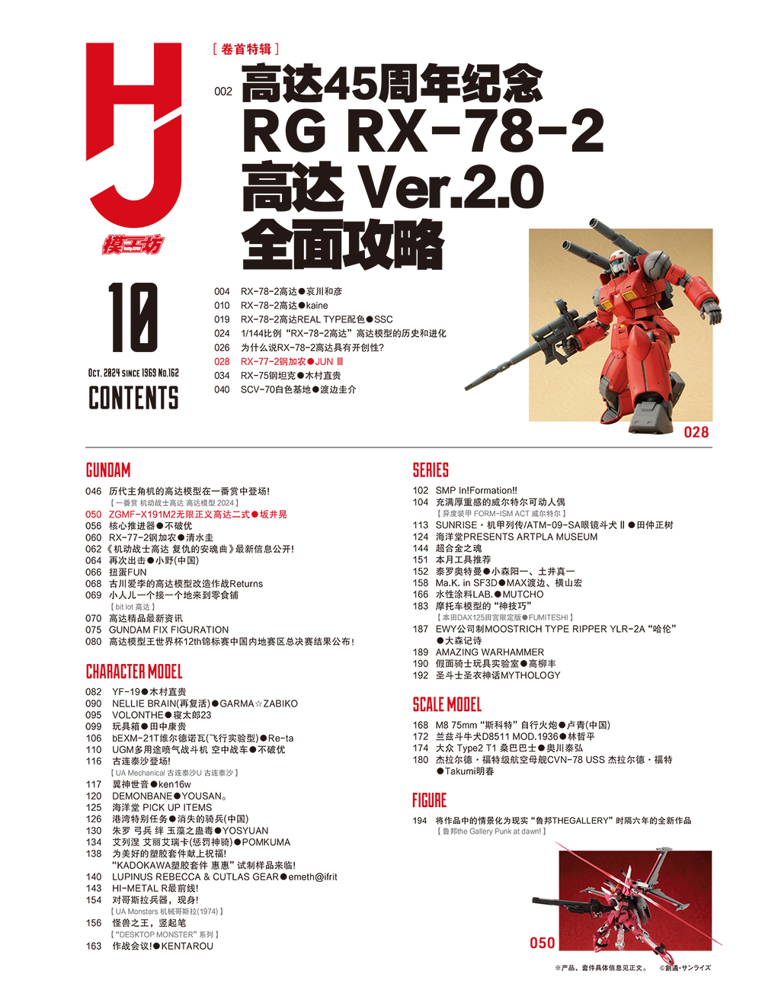 HJ
模工坊
10
OCT. 2024 SINCE 1969 NO.162
CONTENTS
[ 卷首特辑 ]
002 高达45周年纪念
RG RX-78-2
高达 Ver.2.0
全面攻略
004 RX-78-2高达●哀川和彦
010 RX-78-2高达●kaine
019 RX-78-2高达REAL TYPE配色●SSC
024 1/144比例“RX-78-2高达”高达模型的历史和进化
026 为什么说RX-78-2高达具有开创性?
028 RX-77-2钢加农●JUN Ⅲ
034 RX-75钢坦克●木村直贵
040 SCV-70白色基地●渡边圭介
028
GUNDAM
046 历代主角机的高达模型在一番赏中登场!
【 一番赏 机动战士高达 高达模型 2024 】
050 ZGMF-X191M2无限正义高达二式●坂井晃
056 核心推进器●不破优
060 RX-77-2钢加农●清水圭
062 《机动战士高达 复仇的安魂曲》最新信息公开!
064 再次出击●小野(中国)
066 扭蛋FUN
068 古川爱李的高达模型改造作战Returns
069 小人儿一个接一个地来到零食铺
【 bit lot 高达 】
070 高达精品最新资讯
075 GUNDAM FIX FIGURATION
080 高达模型王世界杯12th锦标赛中国内地赛区总决赛结果公布!
CHARACTER MODEL
082 YF-19●木村直贵
090 NELLIE BRAIN(再复活)●GARMA☆ZABIKO
095 VOLONTHE●寝太郎23
099 玩具箱●田中康贵
106 bEXM-21T维尔德诺瓦(飞行实验型)●Re-ta
110 UGM多用途喷气战斗机 空中战车●不破优
116 古连泰沙登场!
【 UA Mechanical 古连泰沙U 古连泰沙 】
117 翼神世音●ken16w
120 DEMONBANE●YOUSAN。
125 海洋堂 PICK UP ITEMS
126 港湾特别任务●消失的骑兵(中国)
130 朱罗 弓兵 绊 玉藻之蛊毒●YOSYUAN
134 艾列涅 艾丽艾瑞卡(惩罚神骑)●POMKUMA
138 为美好的塑胶套件献上祝福!
“KADOKAWA塑胶套件 惠惠” 试制样品来临!
140 LUPINUS REBECCA & CUTLAS GEAR●emeth@ifrit
143 HI-METAL R最前线!
154 对哥斯拉兵器，现身!
【 UA Monsters 机械哥斯拉(1974) 】
156 怪兽之王，竖起笔
【 “DESKTOP MONSTER” 系列 】
163 作战会议!●KENTAROU
SERIES
102 SMP In!Formation!!
104 充满厚重感的威尔特尔可动人偶
【 异度装甲 FORM-ISM ACT 威尔特尔 】
113 SUNRISE · 机甲列传/ATM-09-SA眼镜斗犬Ⅱ●田仲正树
124 海洋堂PRESENTS ARTPLA MUSEUM
144 超合金之魂
151 本月工具推荐
152 泰罗奥特曼●小森阳一、土井真一
158 Ma.K. in SF3D●MAX渡边、横山宏
166 水性涂料LAB.●MUTCHO
183 摩托车模型的 “神技巧”
【 本田DAX125田宫限定版●FUMITESHI 】
187 EWY公司制MOOSTRICH TYPE RIPPER YLR-2A “哈伦”
●大森记诗
189 AMAZING WARHAMMER
190 假面骑士玩具实验室●高柳丰
192 圣斗士圣衣神话MYTHOLOGY
SCALE MODEL
168 M8 75mm “斯科特” 自行火炮●卢青(中国)
172 兰兹斗牛犬D8511 MOD.1936●林哲平
174 大众 Type2 T1 桑巴巴士●奥川泰弘
180 杰拉尔德 · 福特级航空母舰CVN-78 USS 杰拉尔德 · 福特
●Takumi明春
FIGURE
194 将作品中的情景化为现实 “鲁邦THEGALLERY” 时隔六年的全新作品
【 鲁邦the Gallery Punk at dawn! 】
050
※产品、套件具体信息见正文。 ©創通・サンライズ